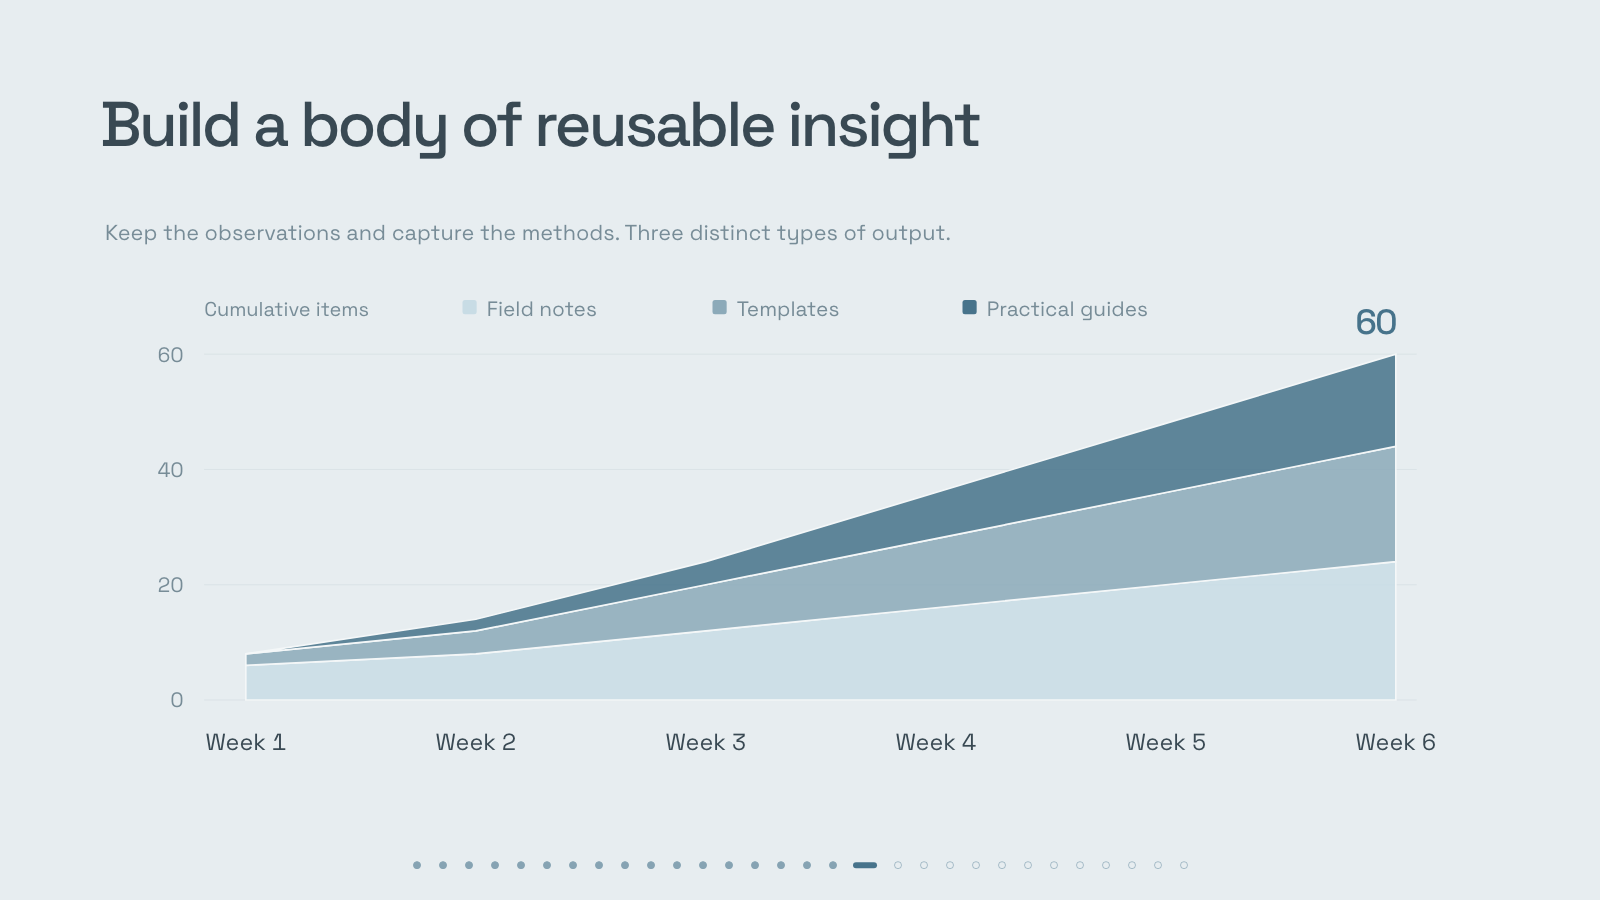 Build a body of reusable insight
Keep the observations and capture the methods. Three distinct types of output.
Cumulative items
Field notes
Templates
Practical guides
60
60
40
20
0
Week 1
Week 2
Week 3
Week 4
Week 5
Week 6